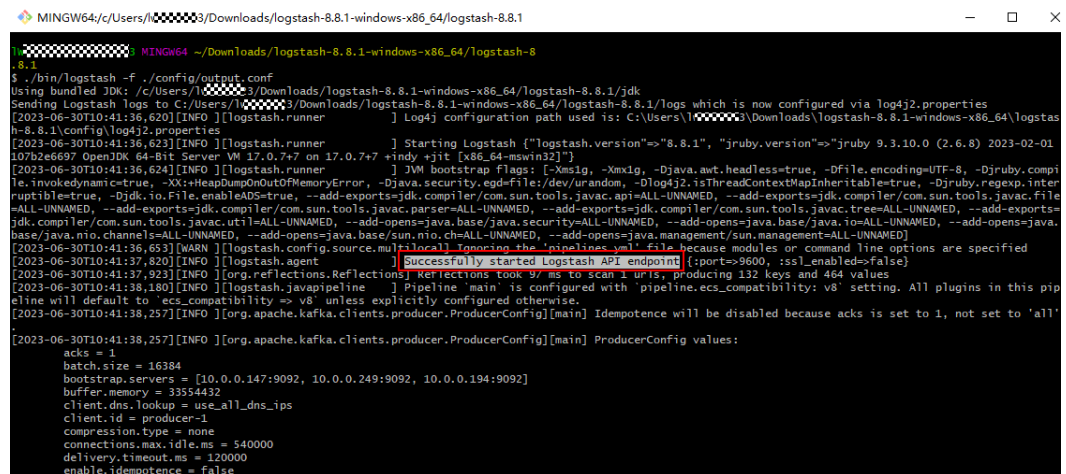 MINGW64:/c/Users/lw3/Downloads/logstash-8.8.1-windows-x86_64/logstash-8.8.1
lw3 MINGW64 ~/Downloads/logstash-8.8.1-windows-x86_64/logstash-8
.8.1
$ ./bin/logstash -f ./config/output.conf
Using bundled JDK: /c/Users/l3/Downloads/logstash-8.8.1-windows-x86_64/logstash-8.8.1/jdk
Sending Logstash logs to C:/Users/l3/Downloads/logstash-8.8.1-windows-x86_64/logstash-8.8.1/logs which is now configured via log4j2.properties
[2023-06-30T10:41:36,620][INFO ][logstash.runner          ] Log4j configuration path used is: C:\Users\l3\Downloads\logstash-8.8.1-windows-x86_64\logstas
h-8.8.1\config\log4j2.properties
[2023-06-30T10:41:36,623][INFO ][logstash.runner          ] Starting Logstash {"logstash.version"=>"8.8.1", "jruby.version"=>"jruby 9.3.10.0 (2.6.8) 2023-02-01
107b2e6697 OpenJDK 64-Bit Server VM 17.0.7+7 on 17.0.7+7 +indy +jit [x86_64-mswin32]"}
[2023-06-30T10:41:36,624][INFO ][logstash.runner          ] JVM bootstrap flags: [-Xms1g, -Xmx1g, -Djava.awt.headless=true, -Dfile.encoding=UTF-8, -Djruby.compi
le.invokedynamic=true, -XX:+HeapDumpOnOutOfMemoryError, -Djava.security.egd=file:/dev/urandom, -Dlog4j2.isThreadContextMapInheritable=true, -Djruby.regexp.inter
ruptible=true, -Djdk.io.File.enableADS=true, --add-exports=jdk.compiler/com.sun.tools.javac.api=ALL-UNNAMED, --add-exports=jdk.compiler/com.sun.tools.javac.file
=ALL-UNNAMED, --add-exports=jdk.compiler/com.sun.tools.javac.parser=ALL-UNNAMED, --add-exports=jdk.compiler/com.sun.tools.javac.tree=ALL-UNNAMED, --add-exports=
jdk.compiler/com.sun.tools.javac.util=ALL-UNNAMED, --add-opens=java.base/java.security=ALL-UNNAMED, --add-opens=java.base/java.io=ALL-UNNAMED, --add-opens=java.
base/java.nio.channels=ALL-UNNAMED, --add-opens=java.base/sun.nio.ch=ALL-UNNAMED, --add-opens=java.management/sun.management=ALL-UNNAMED]
[2023-06-30T10:41:36,653][WARN ][logstash.config.source.multilocal] Ignoring the 'pipelines.yml' file because modules or command line options are specified
[2023-06-30T10:41:37,820][INFO ][logstash.agent           ] Successfully started Logstash API endpoint {:port=>9600, :ssl_enabled=>false}
[2023-06-30T10:41:37,923][INFO ][org.reflections.Reflections] Reflections took 97 ms to scan 1 urls, producing 132 keys and 464 values
[2023-06-30T10:41:38,180][INFO ][logstash.javapipeline    ] Pipeline `main` is configured with `pipeline.ecs_compatibility: v8` setting. All plugins in this pip
eline will default to `ecs_compatibility => v8` unless explicitly configured otherwise.
[2023-06-30T10:41:38,257][INFO ][org.apache.kafka.clients.producer.ProducerConfig][main] Idempotence will be disabled because acks is set to 1, not set to 'all'
.
[2023-06-30T10:41:38,257][INFO ][org.apache.kafka.clients.producer.ProducerConfig][main] ProducerConfig values:
acks = 1
batch.size = 16384
bootstrap.servers = [10.0.0.147:9092, 10.0.0.249:9092, 10.0.0.194:9092]
buffer.memory = 33554432
client.dns.lookup = use_all_dns_ips
client.id = producer-1
compression.type = none
connections.max.idle.ms = 540000
delivery.timeout.ms = 120000
enable.idempotence = false